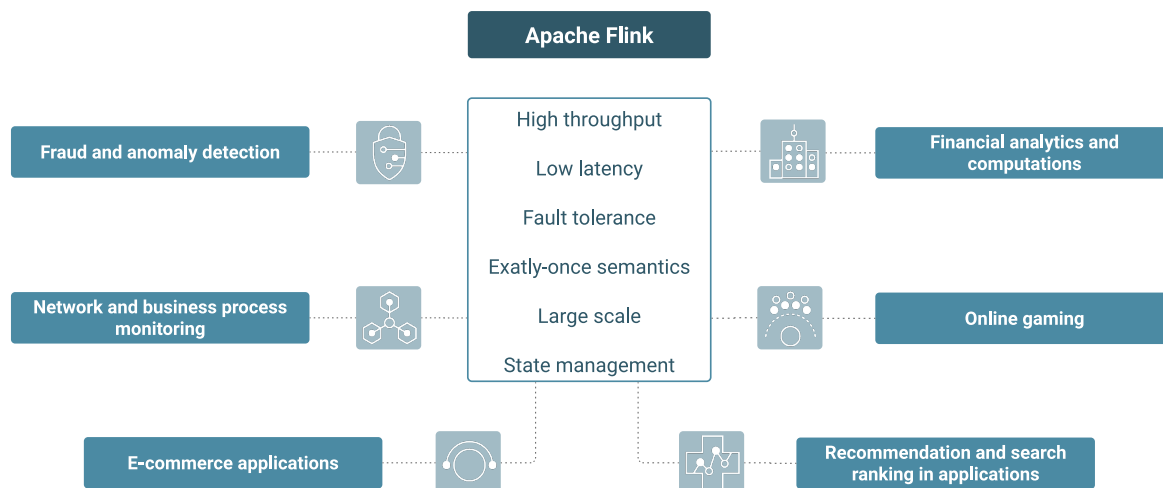 Apache Flink
High throughput
Low latency
Fault tolerance
Exatly-once semantics
Large scale
State management
Fraud and anomaly detection
Network and business process
monitoring
E-commerce applications
Financial analytics and
computations
Online gaming
Recommendation and search
ranking in applications